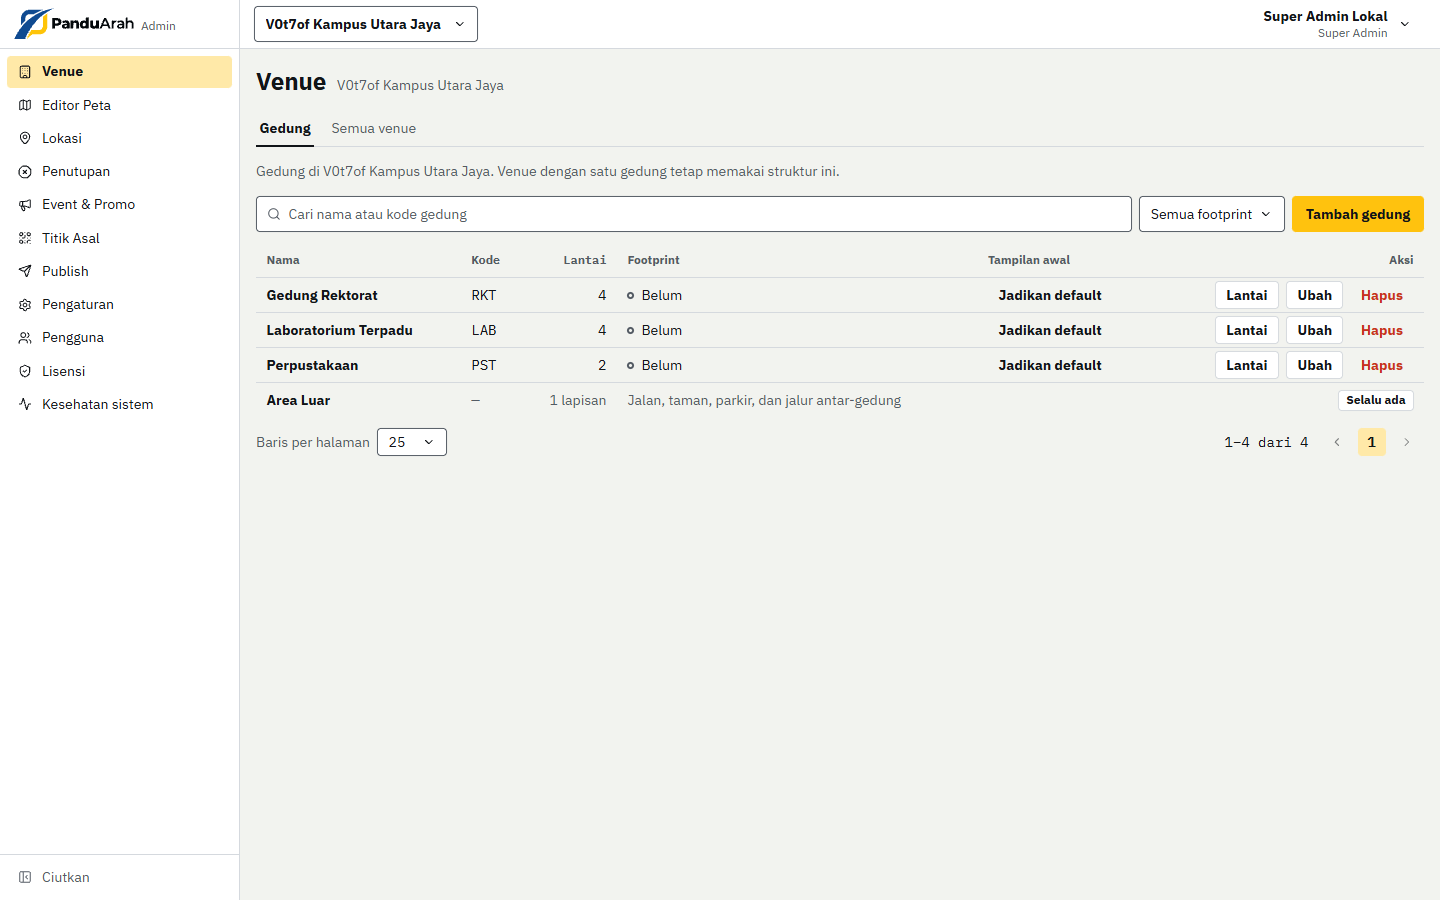 PanduArah Admin
V0t7of Kampus Utara Jaya
Super Admin Lokal
Super Admin
Venue
Editor Peta
Lokasi
Penutupan
Event & Promo
Titik Asal
Publish
Pengaturan
Pengguna
Lisensi
Kesehatan sistem
Ciutkan
Venue V0t7of Kampus Utara Jaya
Gedung Semua venue
Gedung di V0t7of Kampus Utara Jaya. Venue dengan satu gedung tetap memakai struktur ini.
Cari nama atau kode gedung Semua footprint Tambah gedung
Nama Kode Lantai Footprint Tampilan awal Aksi
Gedung Rektorat RKT 4 Belum Jadikan default Lantai Ubah Hapus
Laboratorium Terpadu LAB 4 Belum Jadikan default Lantai Ubah Hapus
Perpustakaan PST 2 Belum Jadikan default Lantai Ubah Hapus
Area Luar — 1 lapisan Jalan, taman, parkir, dan jalur antar-gedung Selalu ada
Baris per halaman 25 1–4 dari 4 1